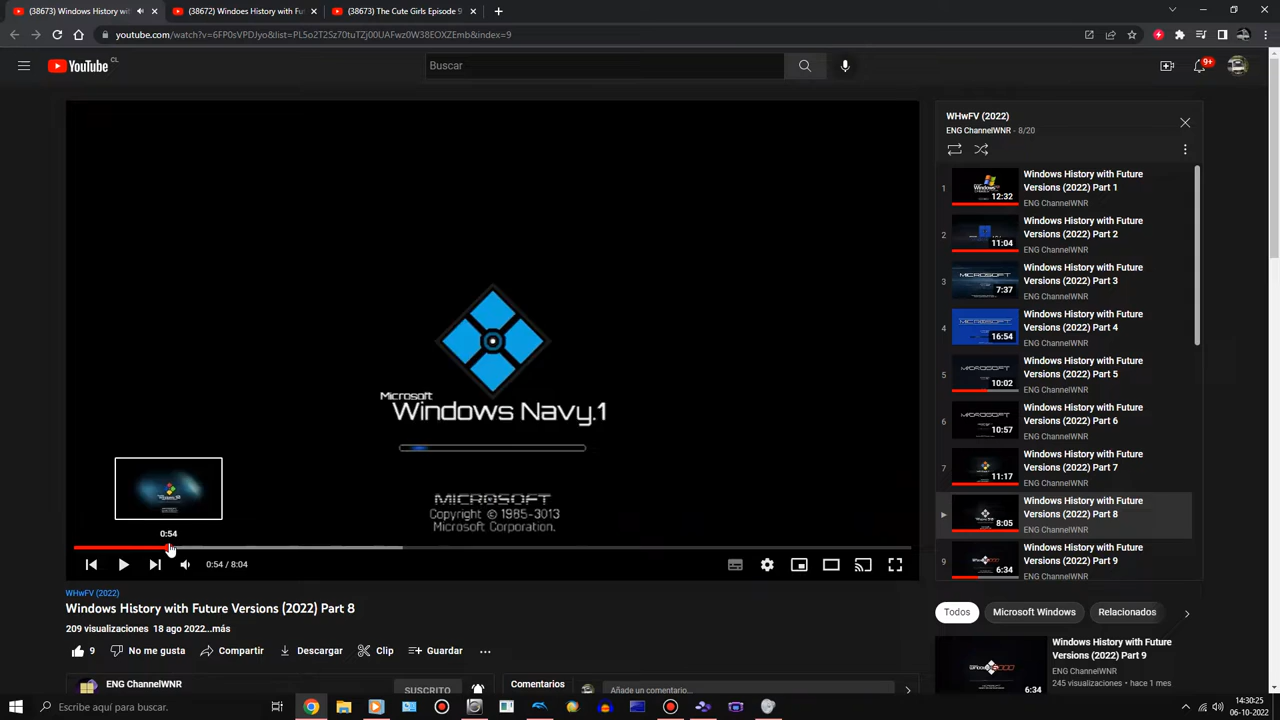 (38673) Windows History with
(38672) Windoes History with Fu
(38673) The Cute Girls Episode 9
youtube.com/watch?v=6FP0sVPDJyo&list=PL5o2T2Sz70tuTZj00UAFwz0W38EOXZEmb&index=9
YouTube CL
Buscar
9+
Microsoft
Windows Navy.1
MICROSOFT
Copyright © 1985-3013
Microsoft Corporation.
0:54
0:54 / 8:04
WHwFV (2022)
Windows History with Future Versions (2022) Part 8
209 visualizaciones 18 ago 2022...más
9
No me gusta
Compartir
Descargar
Clip
Guardar
ENG ChannelWNR
SUSCRITO
Comentarios
Añade un comentario...
WHwFV (2022)
ENG ChannelWNR - 8/20
1
12:32
Windows History with Future
Versions (2022) Part 1
ENG ChannelWNR
2
11:04
Windows History with Future
Versions (2022) Part 2
ENG ChannelWNR
3
MICROSOFT
7:37
Windows History with Future
Versions (2022) Part 3
ENG ChannelWNR
4
MICROSOFT
16:54
Windows History with Future
Versions (2022) Part 4
ENG ChannelWNR
5
MICROSOFT
10:02
Windows History with Future
Versions (2022) Part 5
ENG ChannelWNR
6
MICROSOFT
10:57
Windows History with Future
Versions (2022) Part 6
ENG ChannelWNR
7
11:17
Windows History with Future
Versions (2022) Part 7
ENG ChannelWNR
8:05
Windows History with Future
Versions (2022) Part 8
ENG ChannelWNR
9
6:34
Windows History with Future
Versions (2022) Part 9
ENG ChannelWNR
Todos
Microsoft Windows
Relacionados
6:34
Windows History with Future
Versions (2022) Part 9
ENG ChannelWNR
245 visualizaciones • hace 1 mes
Escribe aquí para buscar.
14:30:25
06-10-2022